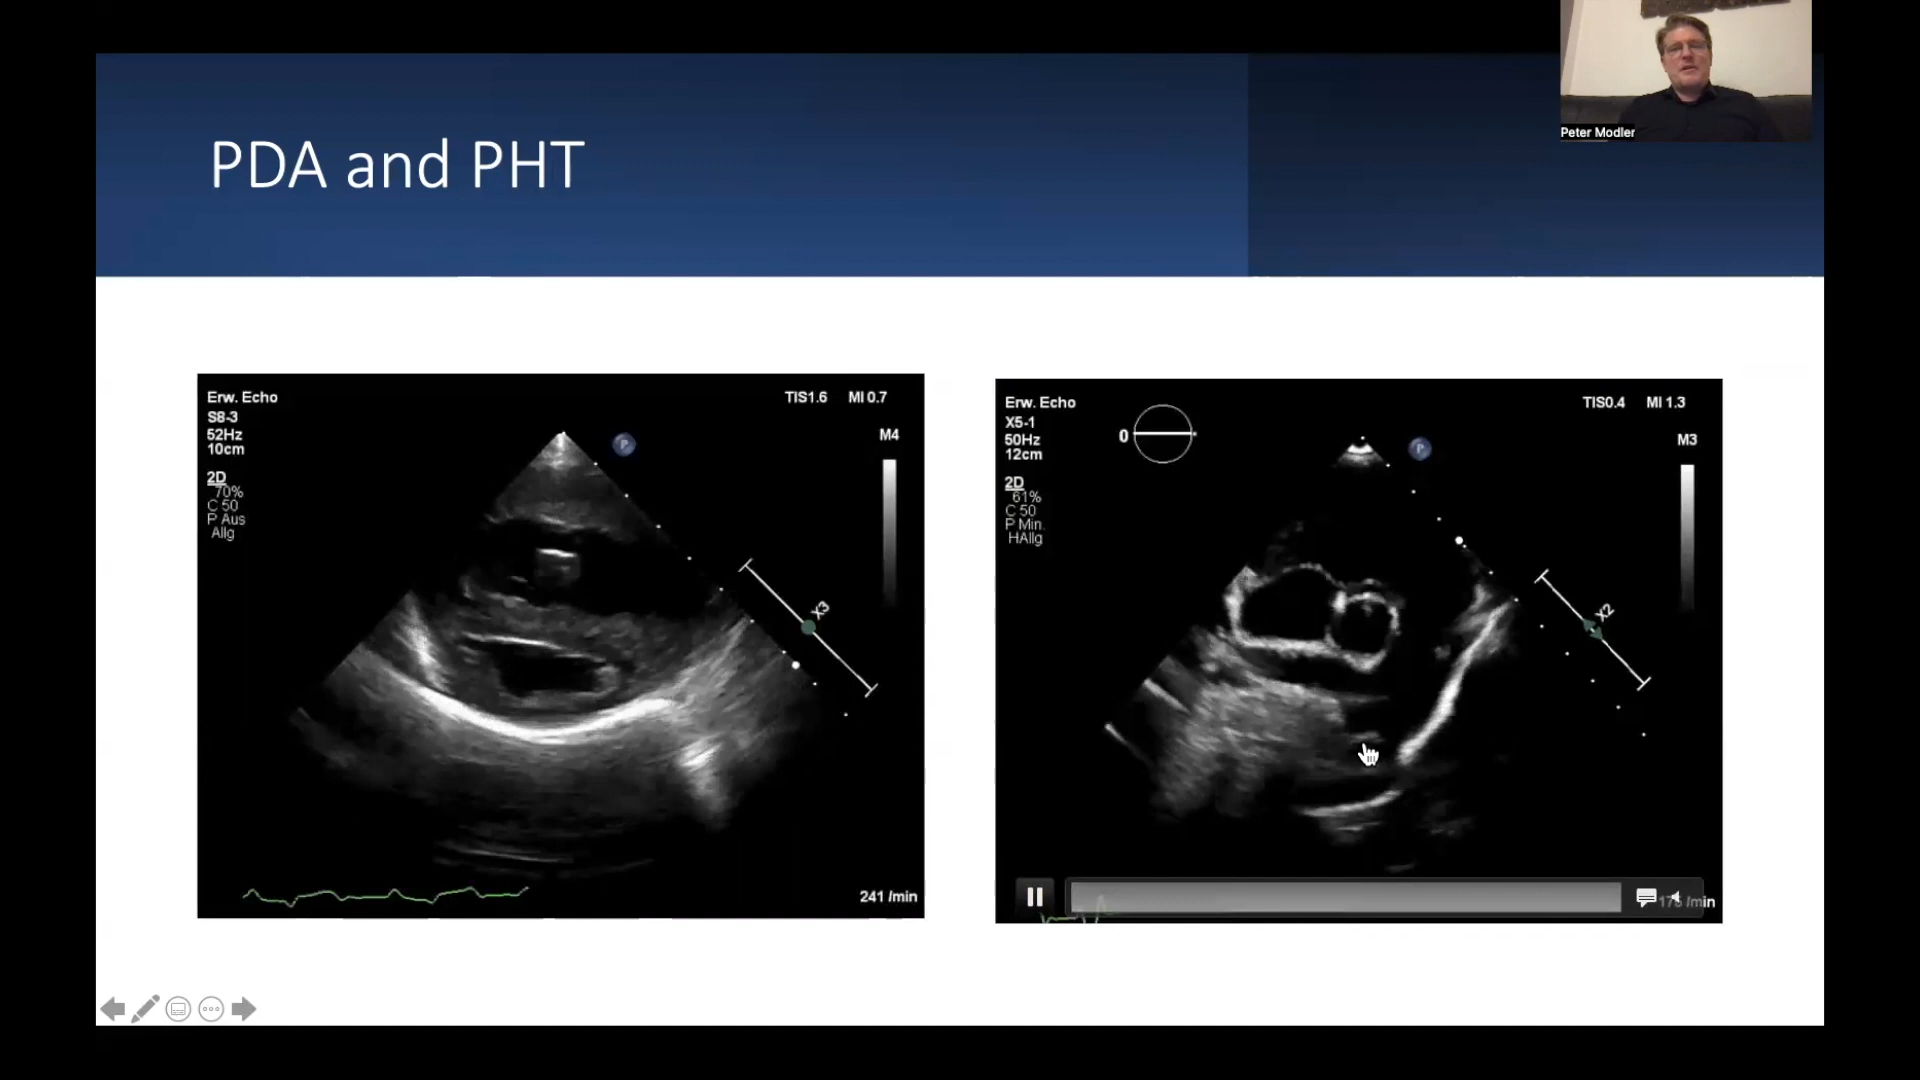 Peter Modler
PDA and PHT
Erw. Echo
TIS1.6 MI 0.7
S8-3
52Hz
10cm
M4
P
2D
70%
C 50
P Aus
Allg
X3
241 /min
Erw. Echo
TIS0.4 MI 1.3
X5-1
50Hz
12cm
0
M3
P
2D
61%
C 50
P Min.
HAllg
X2
175 /min